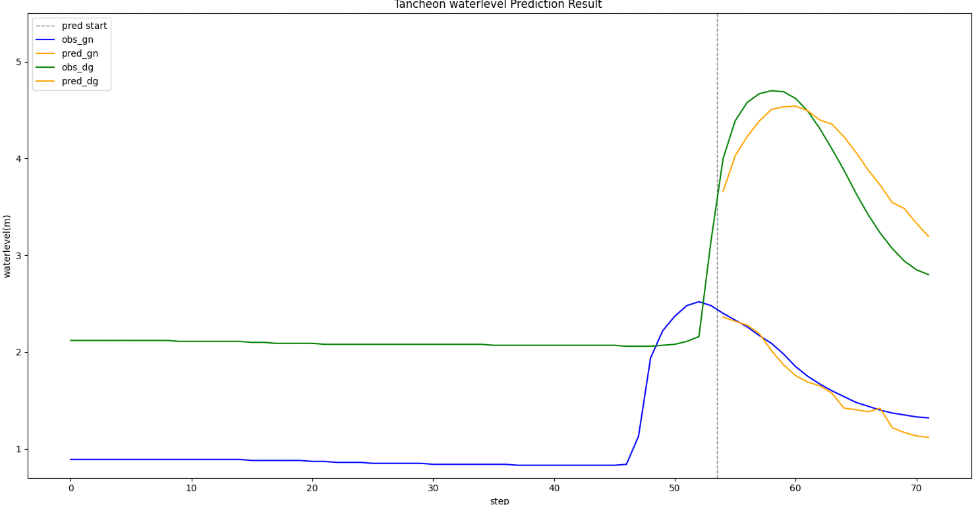 Tancheon waterlevel Prediction Result
pred start
obs_gn
pred_gn
obs_dg
pred_dg
5
4
3
2
1
waterlevel(m)
0 10 20 30 40 50 60 70
step